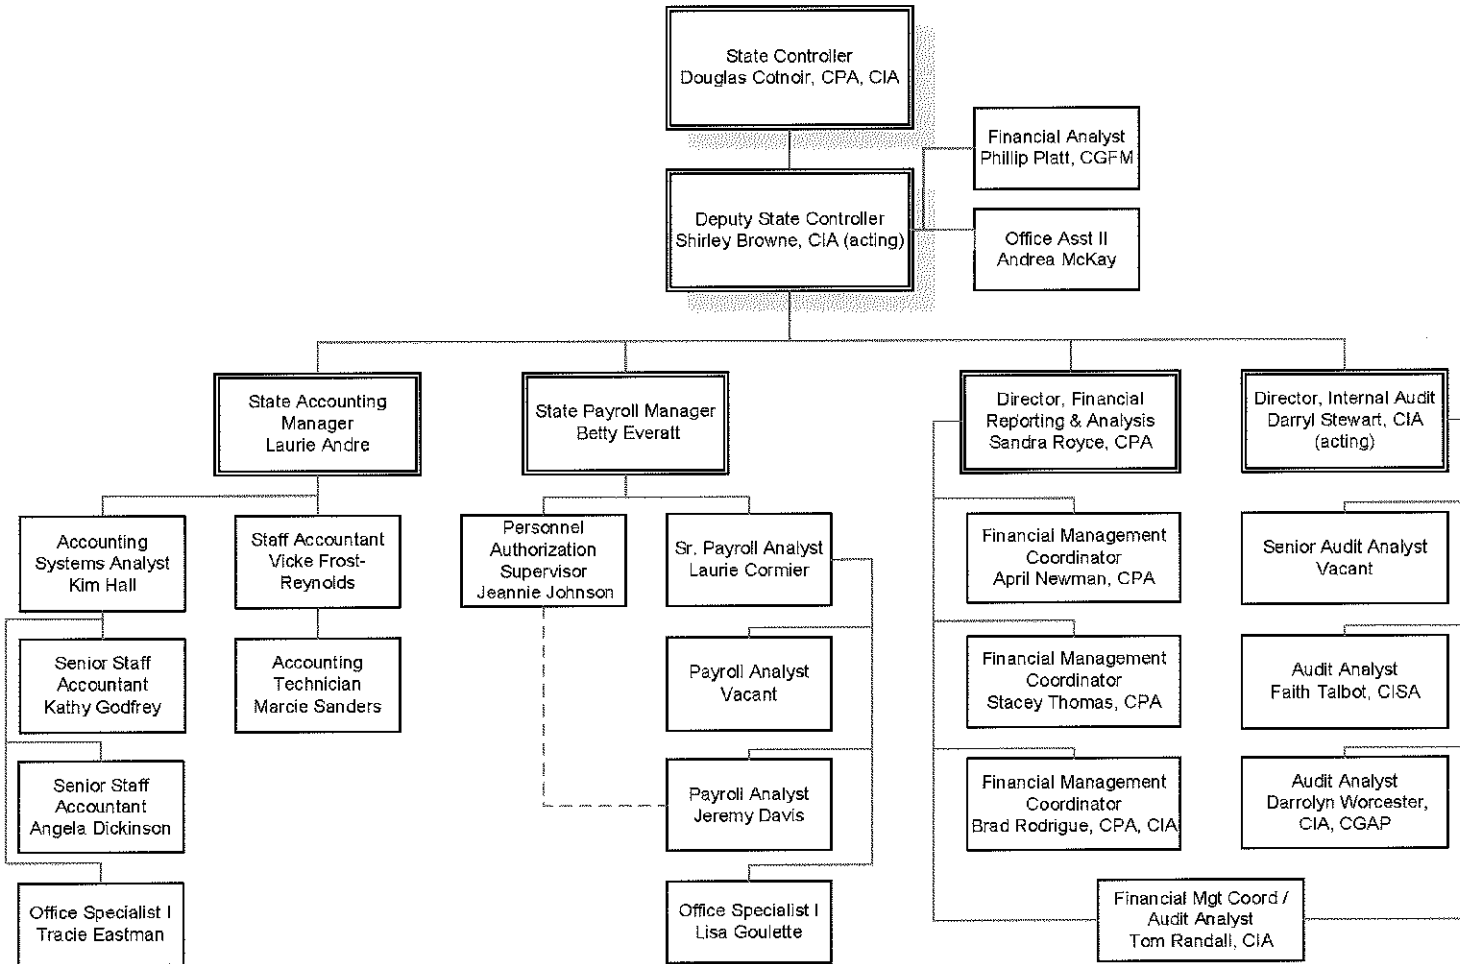 State Controller
Douglas Cotnoir, CPA, CIA
Financial Analyst
Phillip Platt, CGFM
Deputy State Controller
Shirley Browne, CIA (acting)
Office Asst II
Andrea McKay
State Accounting
Manager
Laurie Andre
State Payroll Manager
Betty Everatt
Director, Financial
Reporting & Analysis
Sandra Royce, CPA
Director, Internal Audit
Darryl Stewart, CIA
(acting)
Accounting
Systems Analyst
Kim Hall
Staff Accountant
Vicke Frost-
Reynolds
Personnel
Authorization
Supervisor
Jeannie Johnson
Sr. Payroll Analyst
Laurie Cormier
Financial Management
Coordinator
April Newman, CPA
Senior Audit Analyst
Vacant
Senior Staff
Accountant
Kathy Godfrey
Accounting
Technician
Marcie Sanders
Payroll Analyst
Vacant
Financial Management
Coordinator
Stacey Thomas, CPA
Audit Analyst
Faith Talbot, CISA
Senior Staff
Accountant
Angela Dickinson
Payroll Analyst
Jeremy Davis
Financial Management
Coordinator
Brad Rodrigue, CPA, CIA
Audit Analyst
Darrolyn Worcester,
CIA, CGAP
Office Specialist I
Tracie Eastman
Office Specialist I
Lisa Goulette
Financial Mgt Coord /
Audit Analyst
Tom Randall, CIA